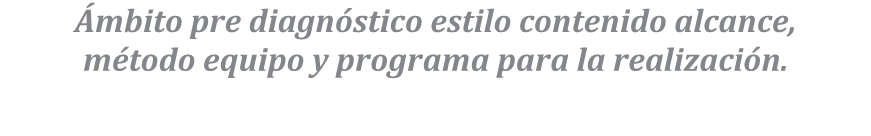 Ámbito pre diagnóstico estilo contenido alcance,
método equipo y programa para la realización.